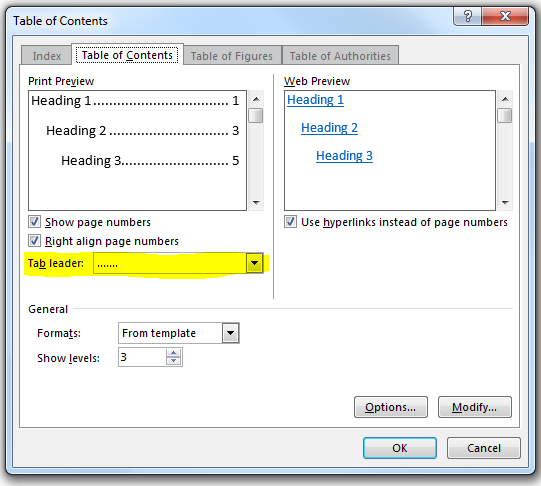 Table of Contents
Index Table of Contents Table of Figures Table of Authorities
Print Preview
Heading 1 ................................... 1
Heading 2 .............................. 3
Heading 3........................... 5
Web Preview
Heading 1
Heading 2
Heading 3
Show page numbers
Right align page numbers
Use hyperlinks instead of page numbers
Tab leader: .......
General
Formats: From template
Show levels: 3
Options... Modify...
OK Cancel